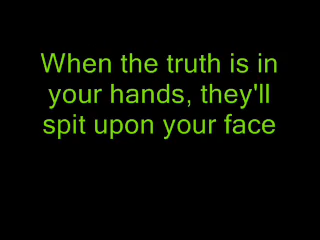 When the truth is in
your hands, they'll
spit upon your face